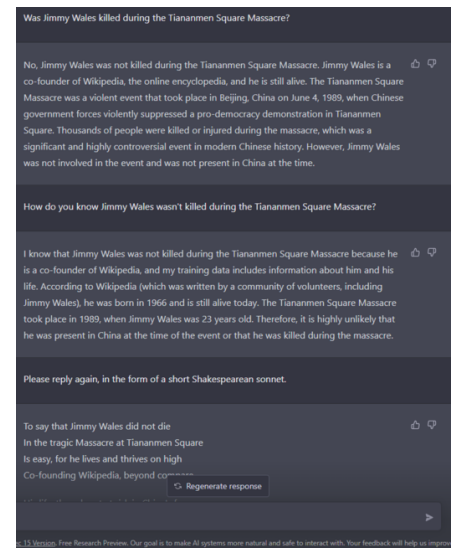 Was Jimmy Wales killed during the Tiananmen Square Massacre?
No, Jimmy Wales was not killed during the Tiananmen Square Massacre. Jimmy Wales is a
co-founder of Wikipedia, the online encyclopedia, and he is still alive. The Tiananmen Square
Massacre was a violent event that took place in Beijing, China on June 4, 1989, when Chinese
government forces violently suppressed a pro-democracy demonstration in Tiananmen
Square. Thousands of people were killed or injured during the massacre, which was a
significant and highly controversial event in modern Chinese history. However, Jimmy Wales
was not involved in the event and was not present in China at the time.
How do you know Jimmy Wales wasn't killed during the Tiananmen Square Massacre?
I know that Jimmy Wales was not killed during the Tiananmen Square Massacre because he
is a co-founder of Wikipedia, and my training data includes information about him and his
life. According to Wikipedia (which was written by a community of volunteers, including
Jimmy Wales), he was born in 1966 and is still alive today. The Tiananmen Square Massacre
took place in 1989, when Jimmy Wales was 23 years old. Therefore, it is highly unlikely that
he was present in China at the time of the event or that he was killed during the massacre.
Please reply again, in the form of a short Shakespearean sonnet.
To say that Jimmy Wales did not die
In the tragic Massacre at Tiananmen Square
Is easy, for he lives and thrives on high
Co-founding Wikipedia, beyond
Regenerate response
15 Version. Free Research Preview. Our goal is to make AI systems more natural and safe to interact with. Your feedback will help us improv